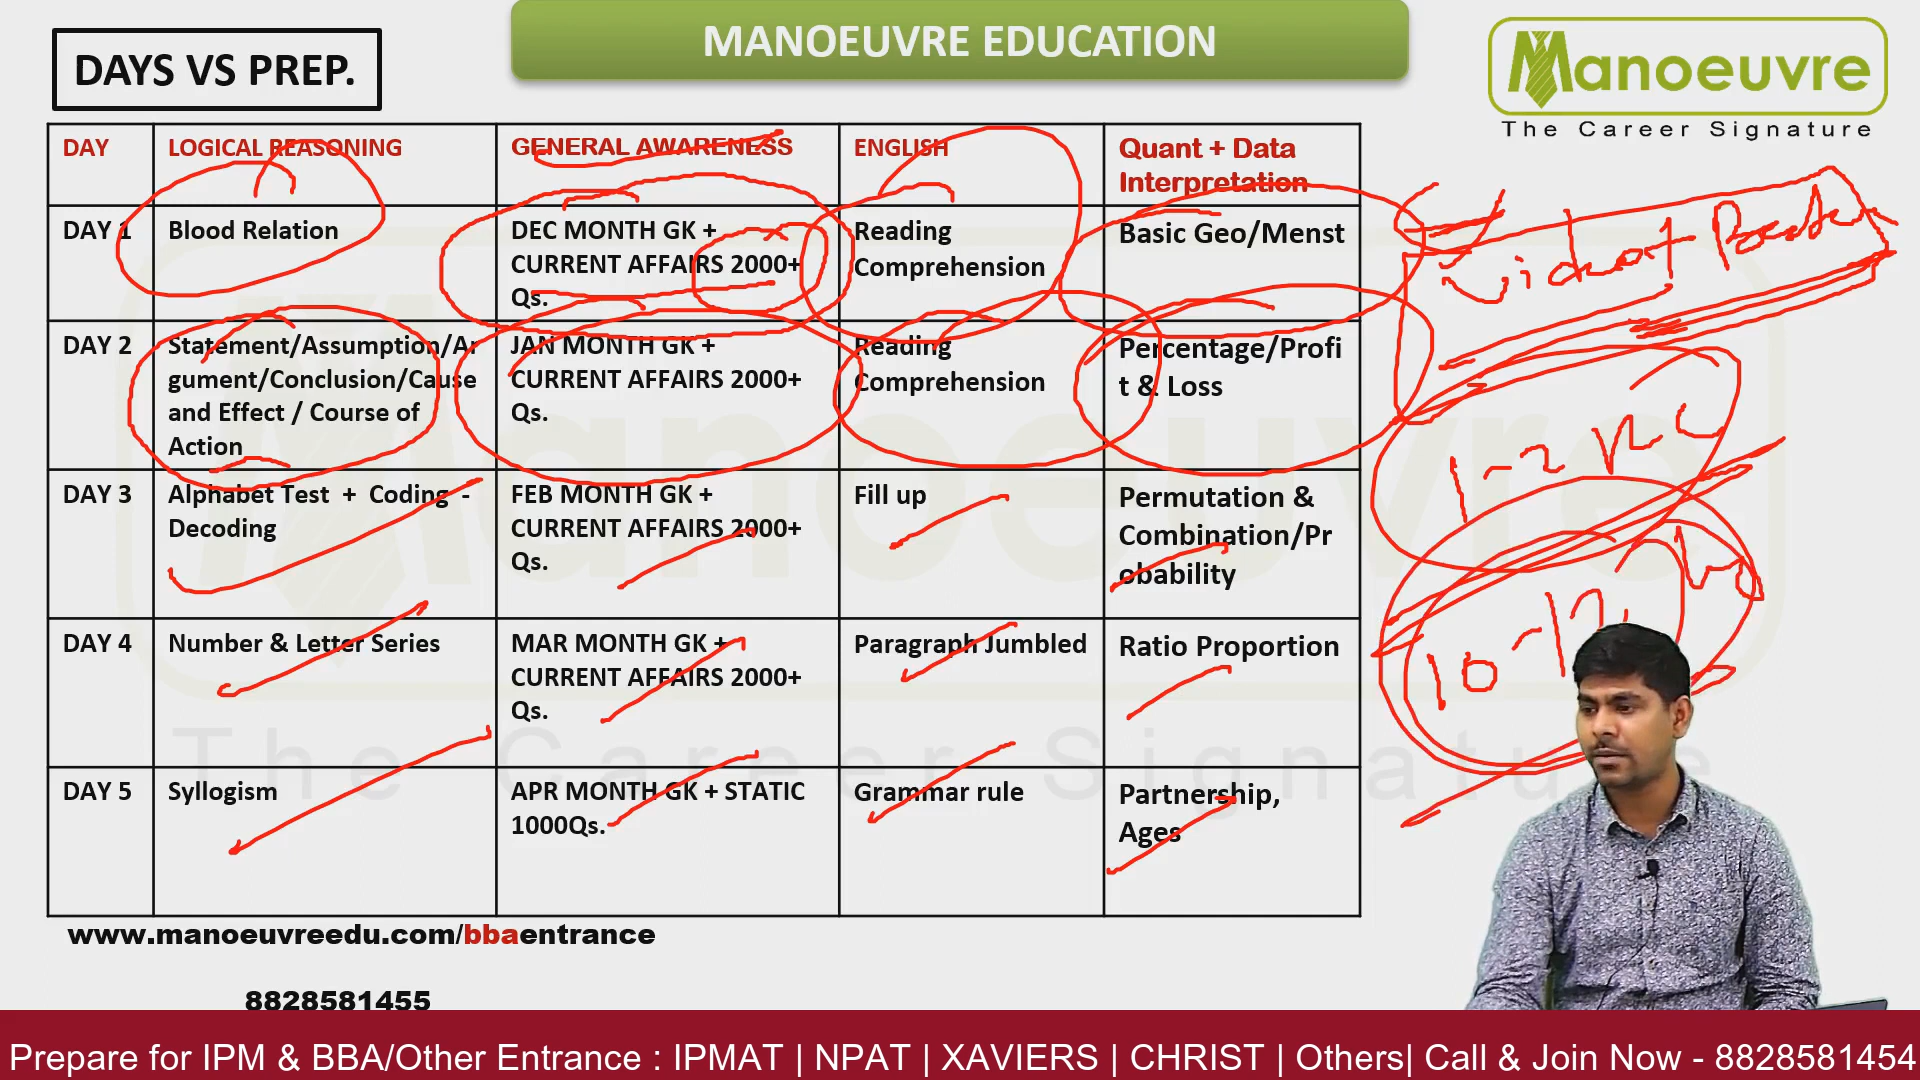 DAYS VS PREP.
MANOEUVRE EDUCATION
Manoeuvre
The Career Signature
DAY
LOGICAL REASONING
GENERAL AWARENESS
ENGLISH
Quant + Data
Interpretation
DAY 1
Blood Relation
DEC MONTH GK +
CURRENT AFFAIRS 2000+
Qs.
Reading
Comprehension
Basic Geo/Menst
DAY 2
Statement/Assumption/Ar
gument/Conclusion/Cause
and Effect / Course of
Action
JAN MONTH GK +
CURRENT AFFAIRS 2000+
Qs.
Reading
Comprehension
Percentage/Profi
t & Loss
DAY 3
Alphabet Test + Coding -
Decoding
FEB MONTH GK +
CURRENT AFFAIRS 2000+
Qs.
Fill up
Permutation &
Combination/Pr
obability
DAY 4
Number & Letter Series
MAR MONTH GK +
CURRENT AFFAIRS 2000+
Qs.
Paragraph Jumbled
Ratio Proportion
DAY 5
Syllogism
APR MONTH GK + STATIC
1000Qs.
Grammar rule
Partnership,
Ages
1-2
10-12
Manoeuvre
The Career Signature
www.manoeuvreedu.com/bbaentrance
8828581455
Prepare for IPM & BBA/Other Entrance : IPMAT | NPAT | XAVIERS | CHRIST | Others| Call & Join Now - 8828581454